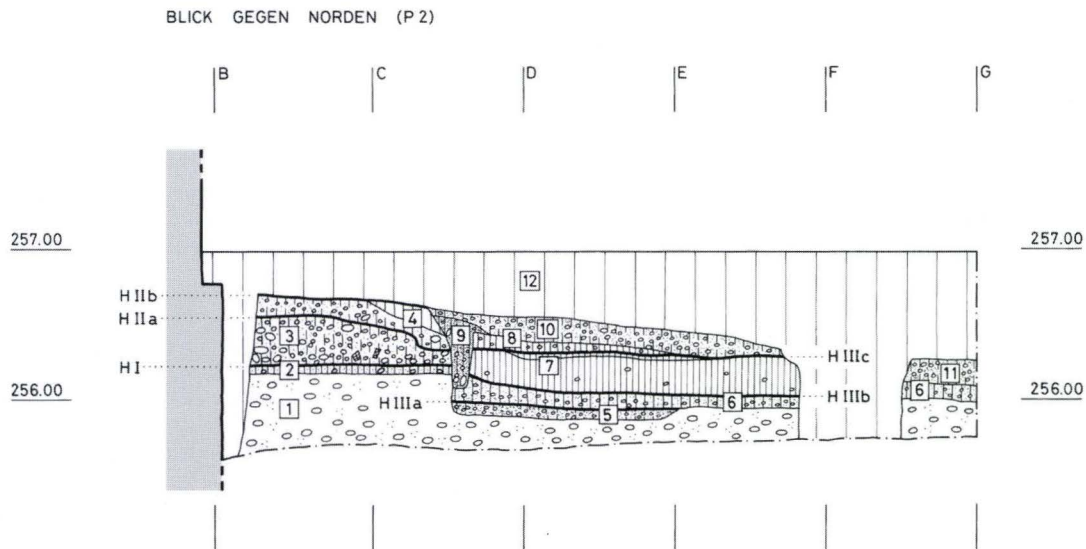 BLICK GEGEN NORDEN (P 2)
B C D E F G
257.00 257.00
12
H IIb
H IIa
4 10
3 9 8
H IIIc
H I
2 7 11
256.00 256.00
H IIIa 6 H IIIb 6
1 5